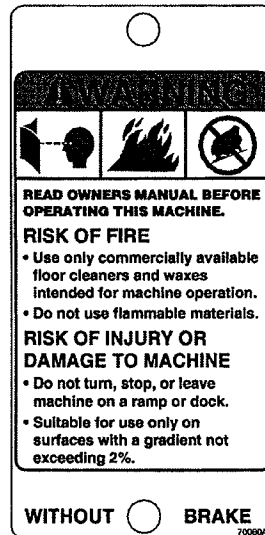 ⚠ WARNING
READ OWNERS MANUAL BEFORE
OPERATING THIS MACHINE.
RISK OF FIRE
• Use only commercially available
floor cleaners and waxes
intended for machine operation.
• Do not use flammable materials.
RISK OF INJURY OR
DAMAGE TO MACHINE
• Do not turn, stop, or leave
machine on a ramp or dock.
• Suitable for use only on
surfaces with a gradient not
exceeding 2%.
WITHOUT BRAKE
70080A